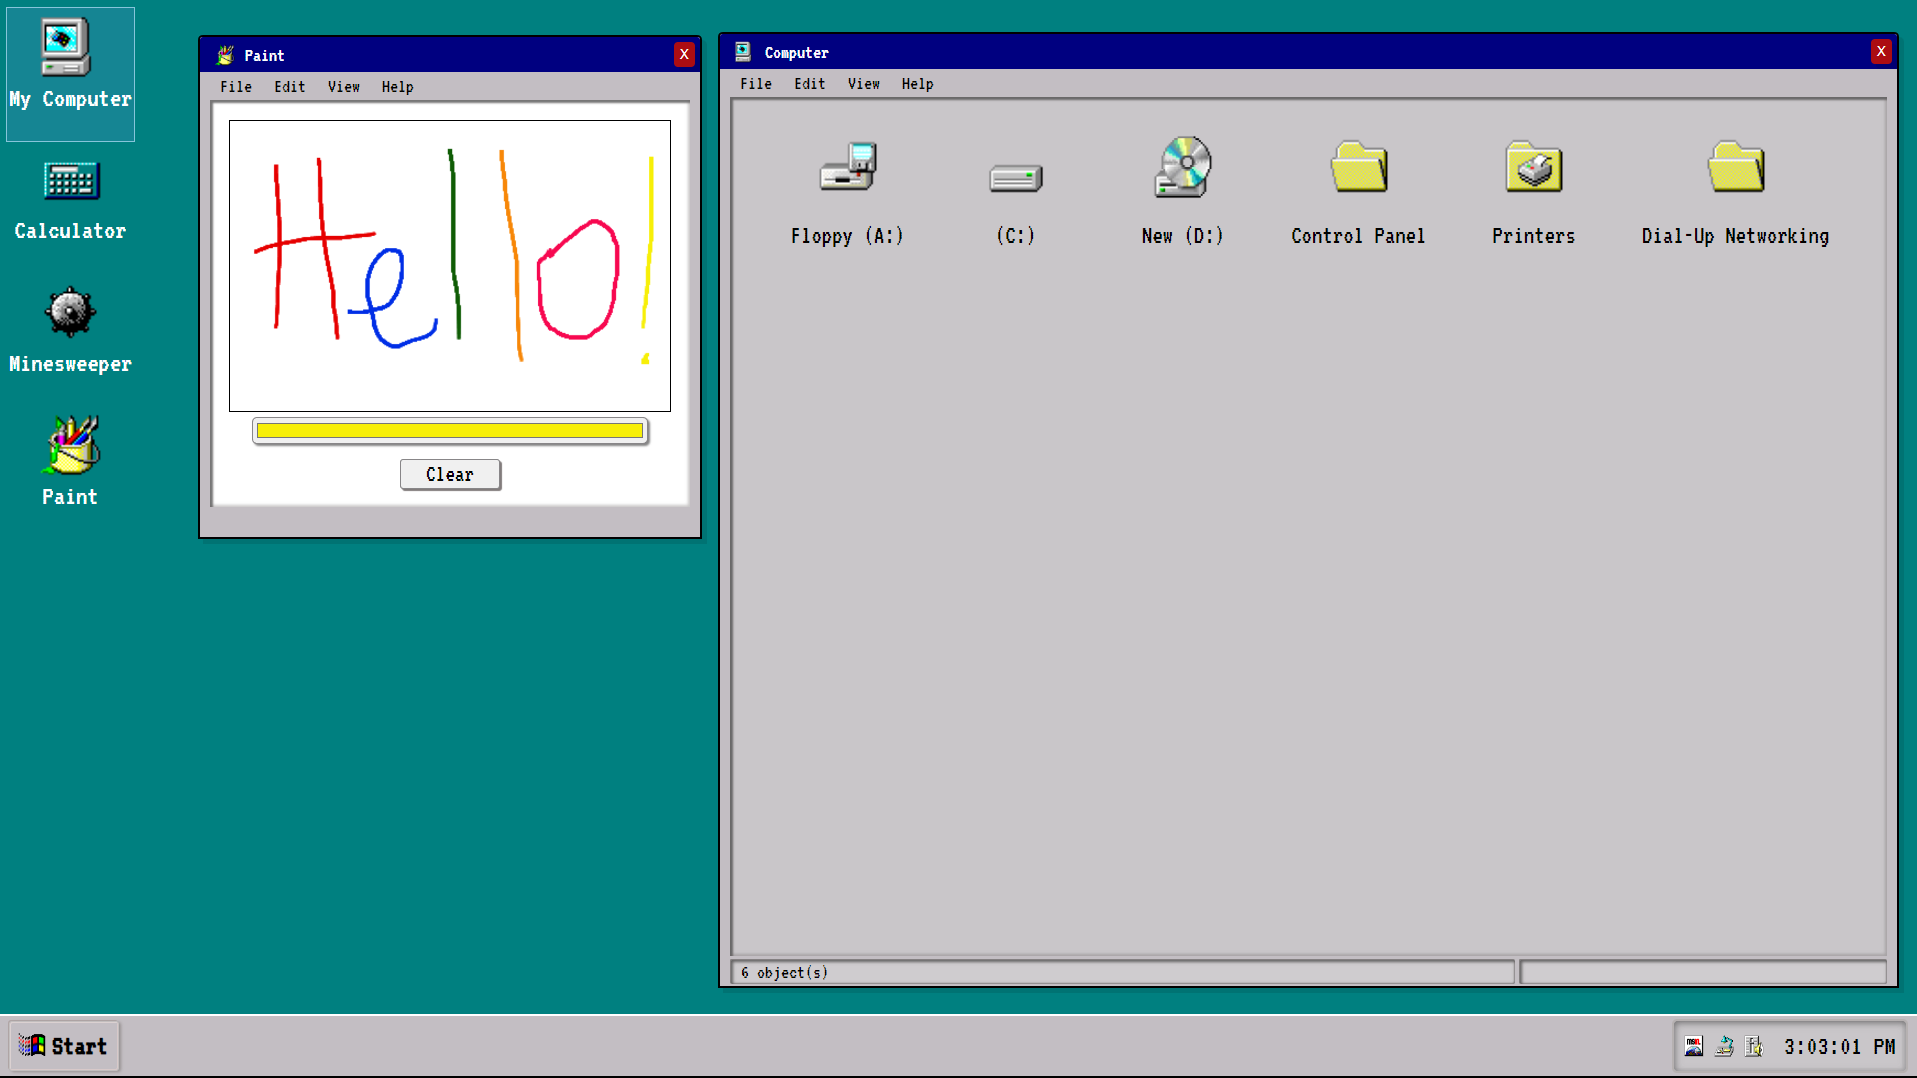 My Computer
Calculator
Minesweeper
Paint
Paint
X
File Edit View Help
Hello!
Clear
Computer
X
File Edit View Help
Floppy (A:) (C:) New (D:) Control Panel Printers Dial-Up Networking
6 object(s)
Start
3:03:01 PM